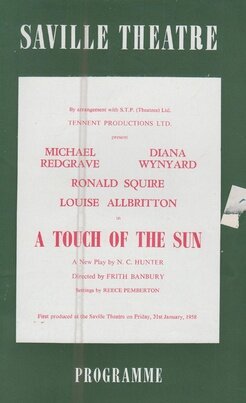 SAVILLE THEATRE
By arrangement with S.T.P. (Theatres) Ltd.
TENNENT PRODUCTIONS LTD.
present
MICHAEL REDGRAVE
DIANA WYNYARD
RONALD SQUIRE
LOUISE ALLBRITTON
in
A TOUCH OF THE SUN
A New Play by N. C. HUNTER
Directed by FRITH BANBURY
Settings by REECE PEMBERTON
First produced at the Saville Theatre on Friday, 31st January, 1958
PROGRAMME